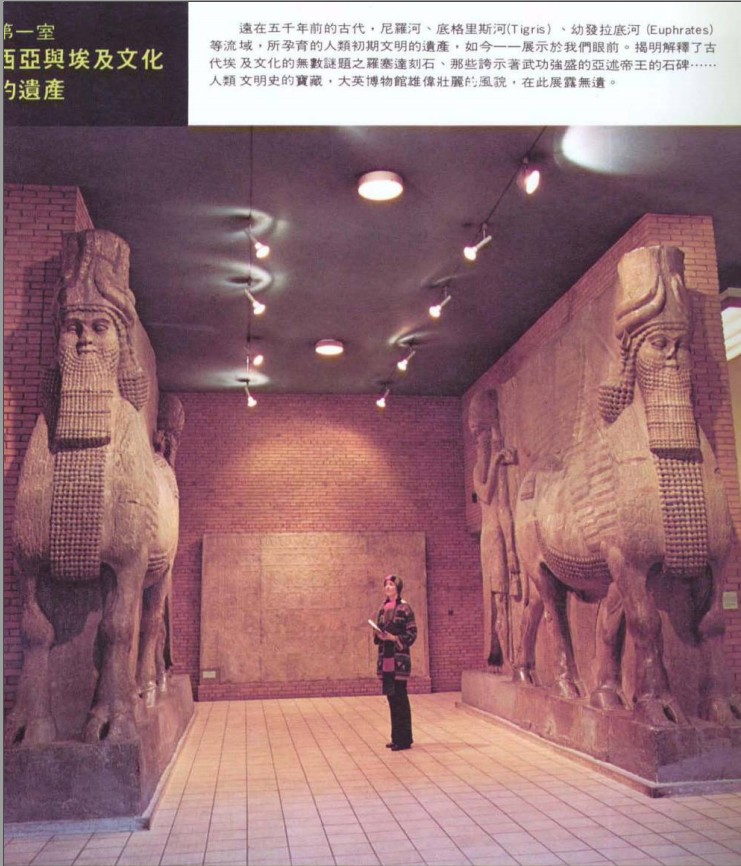 第一室
西亞與埃及文化
的遺產
遠在五千年前的古代，尼羅河、底格里斯河(Tigris)、幼發拉底河 (Euphrates)
等流域，所孕育的人類初期文明的遺產，如今一一展示於我們眼前。揭明解釋了古
代埃及文化的無數謎題之羅塞達刻石、那些誇示著武功強盛的亞述帝王的石碑……
人類文明史的寶藏，大英博物館雄偉壯麗的風貌，在此展露無遺。